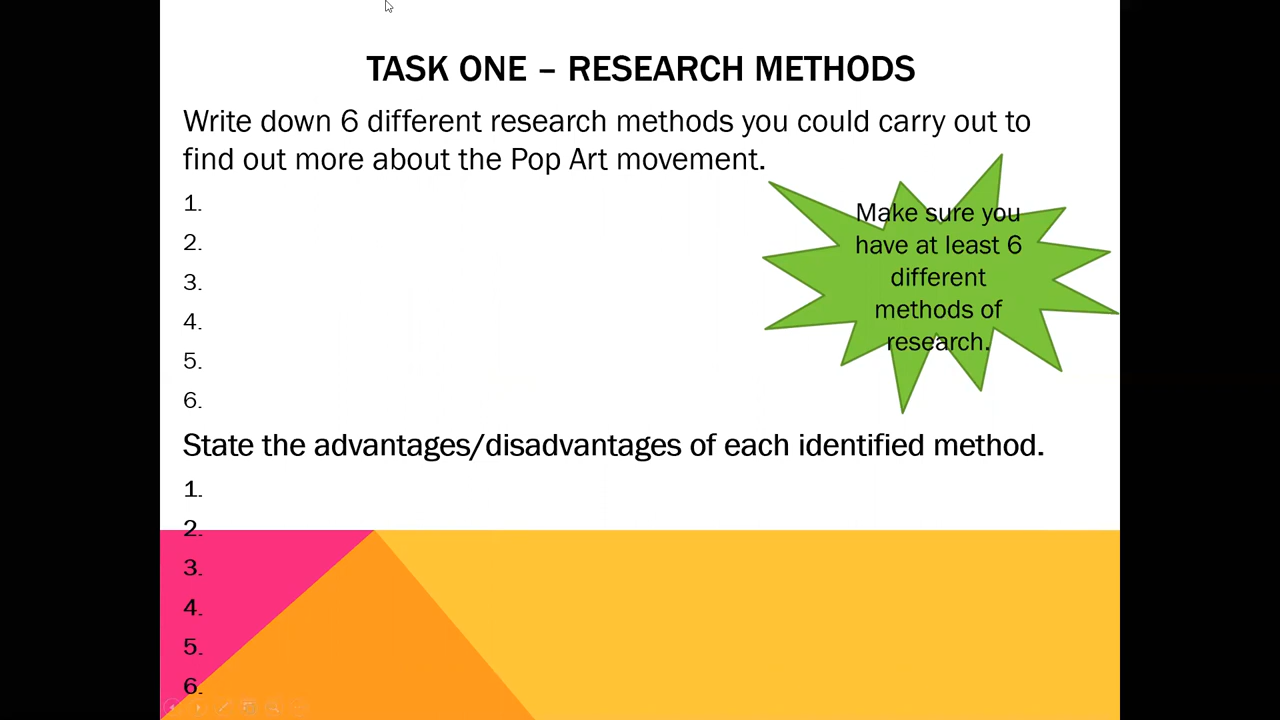 TASK ONE – RESEARCH METHODS
Write down 6 different research methods you could carry out to
find out more about the Pop Art movement.
1.
2.
3.
4.
5.
6.
Make sure you
have at least 6
different
methods of
research.
State the advantages/disadvantages of each identified method.
1.
2.
3.
4.
5.
6.